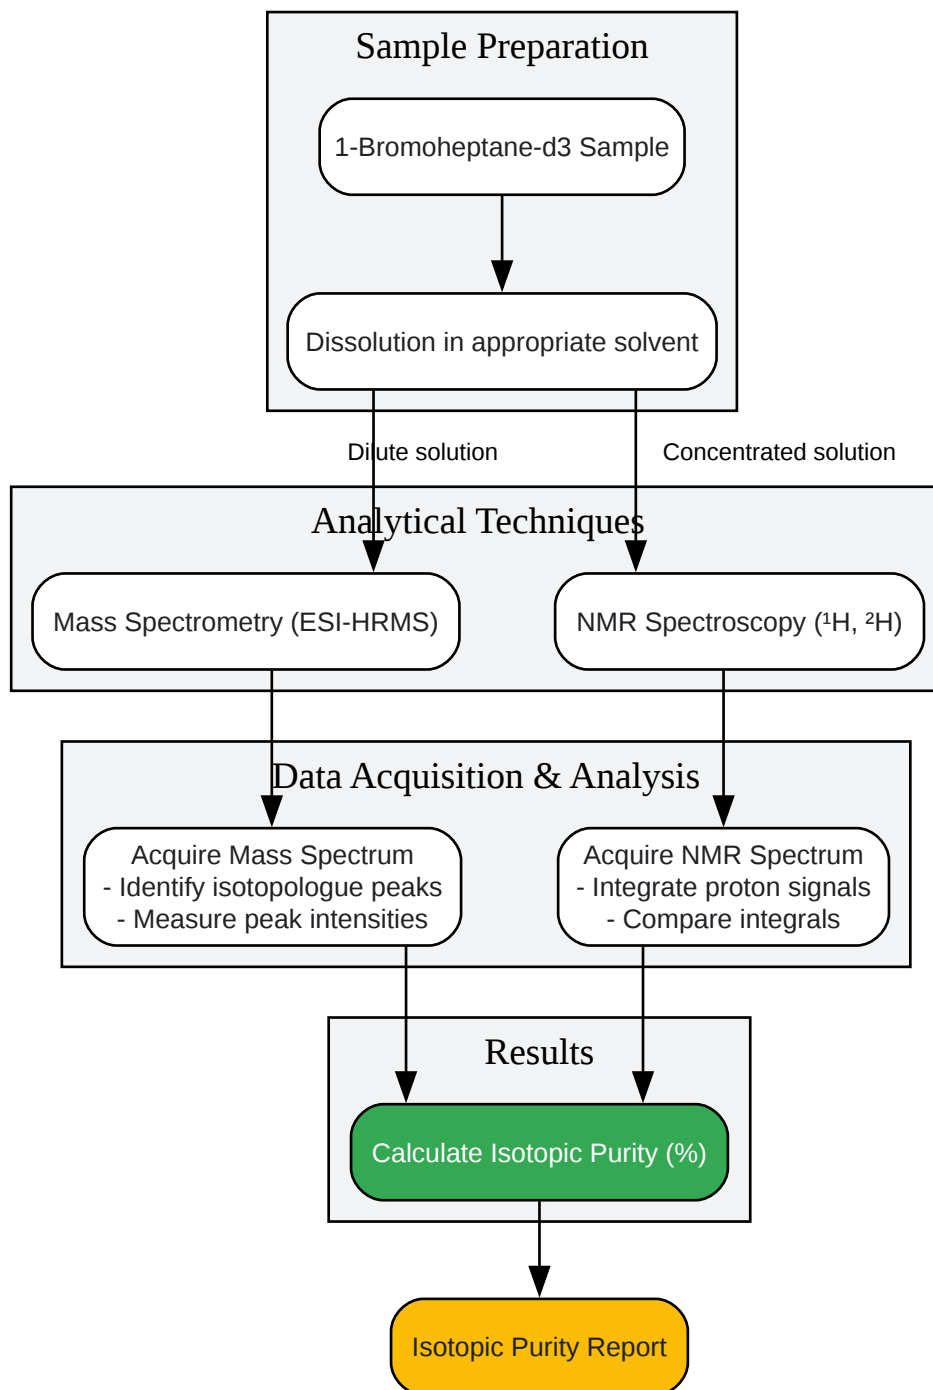 Sample Preparation
1-Bromoheptane-d3 Sample
Dissolution in appropriate solvent
Dilute solution
Concentrated solution
Analytical Techniques
Mass Spectrometry (ESI-HRMS)
NMR Spectroscopy (¹H, ²H)
Data Acquisition & Analysis
Acquire Mass Spectrum
- Identify isotopologue peaks
- Measure peak intensities
Acquire NMR Spectrum
- Integrate proton signals
- Compare integrals
Results
Calculate Isotopic Purity (%)
Isotopic Purity Report